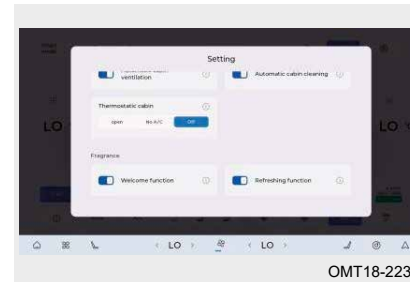 Setting
ventilation
Automatic cabin cleaning
Thermostatic cabin
open No A/C Off
LO LO
Fragrance
Welcome function Refreshing function
LO LO
OMT18-223